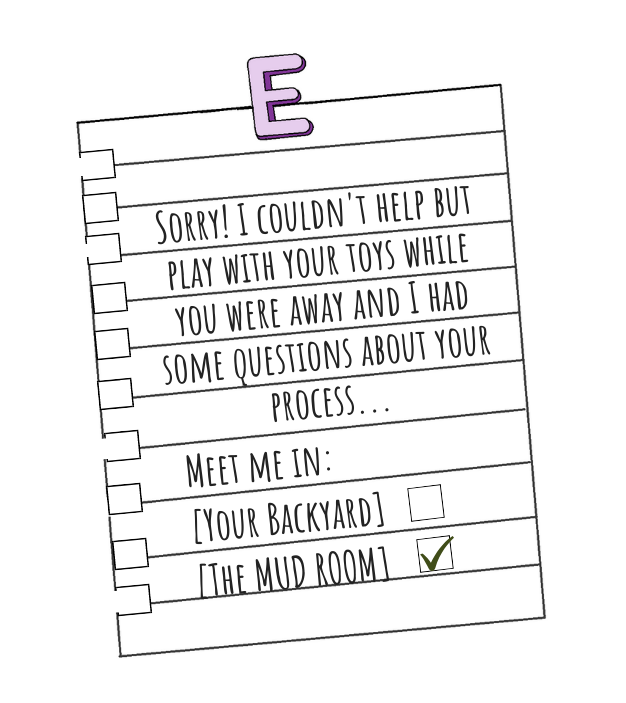 E
Sorry! I couldn't help but
play with your toys while
you were away and I had
some questions about your
process...
Meet me in:
[Your Backyard]
[The Mud Room]